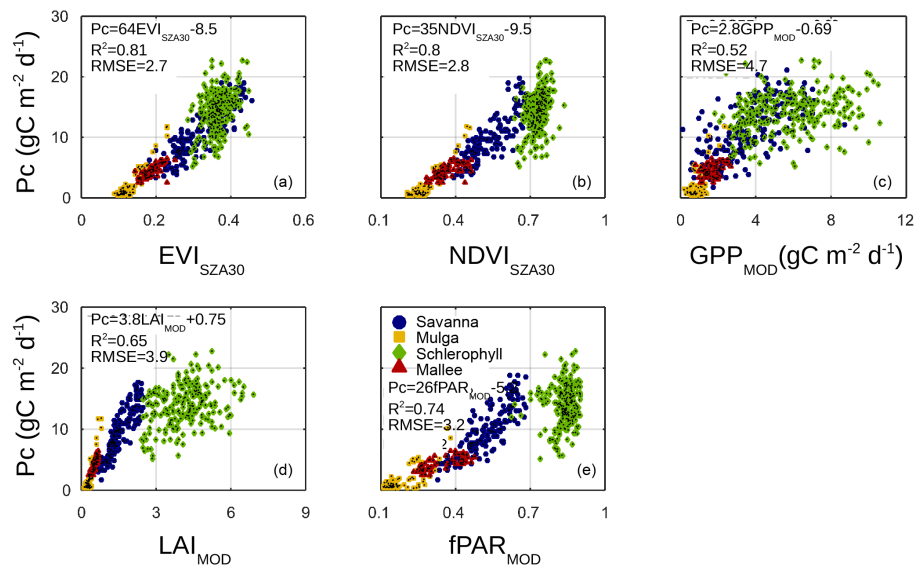 Pc (gC m-2 d-1)
30
20
10
0
Pc=64EVISZA30-8.5
R2=0.81
RMSE=2.7
(a)
0 0.2 0.4 0.6
EVISZA30
Pc=35NDVISZA30-9.5
R2=0.8
RMSE=2.8
(b)
0.1 0.4 0.7 1
NDVISZA30
Pc=2.8GPPMOD-0.69
R2=0.52
RMSE=4.7
(c)
0 4 8 12
GPPMOD(gC m-2 d-1)
Pc (gC m-2 d-1)
30
20
10
0
Pc=3.8LAIMOD+0.75
R2=0.65
RMSE=3.9
(d)
0 3 6 9
LAIMOD
Savanna
Mulga
Schlerophyll
Mallee
Pc=26fPARMOD-5
R2=0.74
RMSE=3.2
(e)
0.1 0.4 0.7 1
fPARMOD